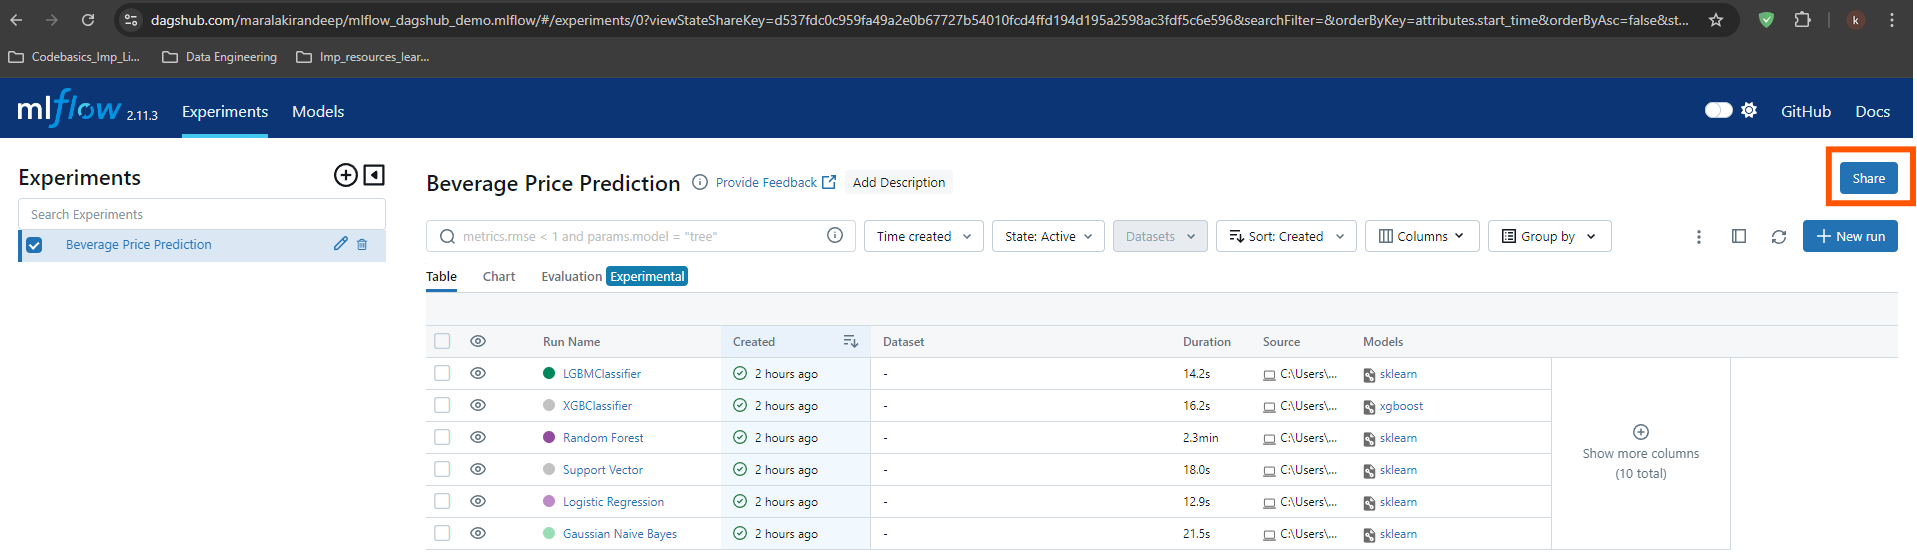 dagshub.com/maralakirandeep/mlflow_dagshub_demo.mlflow/#/experiments/0?viewStateShareKey=d537fdc0c959fa49a2e0b67727b54010fcd4ffd194d195a2598ac3fdf5c6e596&searchFilter=&orderByKey=attributes.start_time&orderByAsc=false&st...
k
Codebasics_Imp_Li... Data Engineering Imp_resources_lear...
mlflow 2.11.3 Experiments Models GitHub Docs
Experiments
Beverage Price Prediction Provide Feedback Add Description Share
Search Experiments
Beverage Price Prediction
metrics.rmse < 1 and params.model = "tree" Time created State: Active Datasets Sort: Created Columns Group by + New run
Table Chart Evaluation Experimental
Run Name Created Dataset Duration Source Models
LGBMClassifier 2 hours ago - 14.2s C:\Users\... sklearn
XGBClassifier 2 hours ago - 16.2s C:\Users\... xgboost
Random Forest 2 hours ago - 2.3min C:\Users\... sklearn
Support Vector 2 hours ago - 18.0s C:\Users\... sklearn
Logistic Regression 2 hours ago - 12.9s C:\Users\... sklearn
Gaussian Naive Bayes 2 hours ago - 21.5s C:\Users\... sklearn
Show more columns
(10 total)